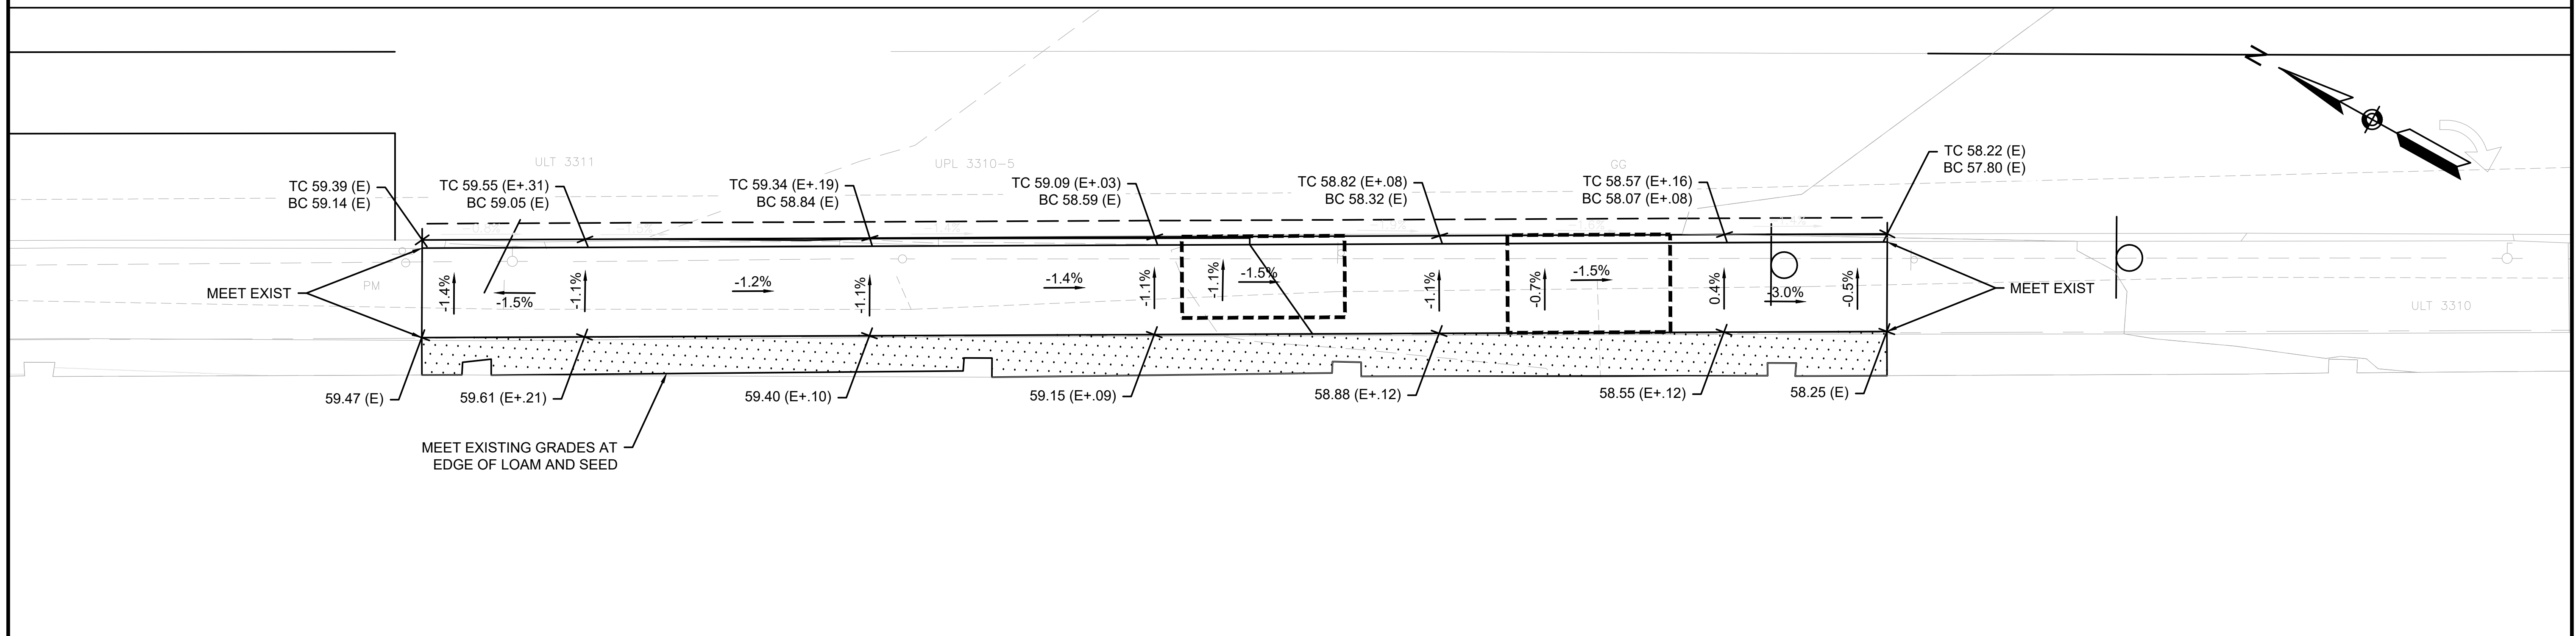 ULT 3311
UPL 3310-5
GG
TC 58.22 (E)
BC 57.80 (E)
TC 59.39 (E)
BC 59.14 (E)
TC 59.55 (E+.31)
BC 59.05 (E)
TC 59.34 (E+.19)
BC 58.84 (E)
TC 59.09 (E+.03)
BC 58.59 (E)
TC 58.82 (E+.08)
BC 58.32 (E)
TC 58.57 (E+.16)
BC 58.07 (E+.08)
-0.8%
-1.5%
-1.4%
MEET EXIST
PM
-1.4%
-1.5%
-1.1%
-1.2%
-1.1%
-1.4%
-1.1%
-1.1%
-1.5%
-1.1%
-0.7%
-1.5%
0.4%
-3.0%
-0.5%
MEET EXIST
ULT 3310
59.47 (E)
59.61 (E+.21)
59.40 (E+.10)
59.15 (E+.09)
58.88 (E+.12)
58.55 (E+.12)
58.25 (E)
MEET EXISTING GRADES AT
EDGE OF LOAM AND SEED